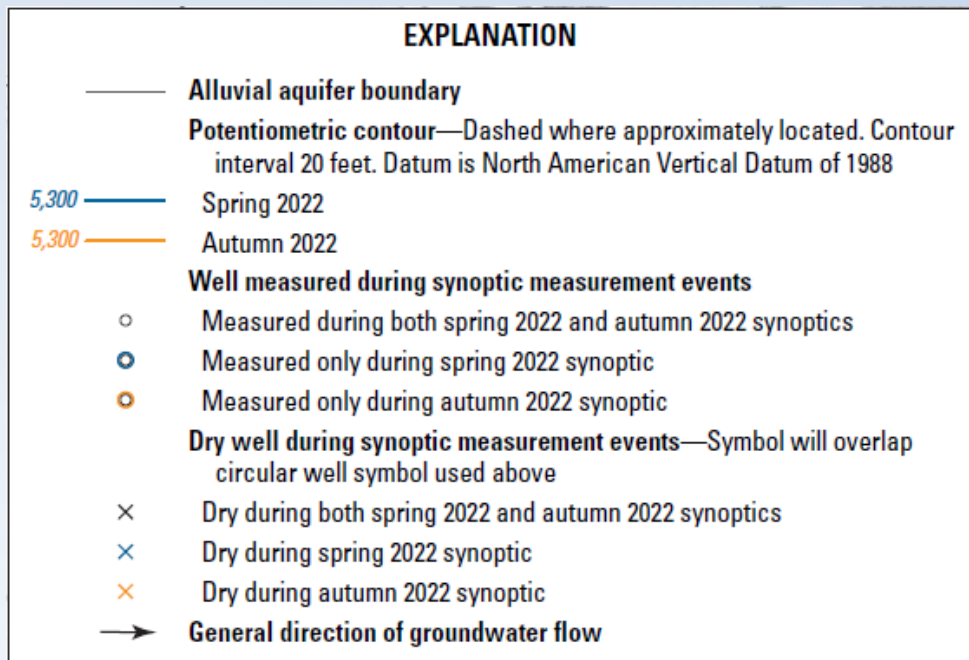 EXPLANATION
Alluvial aquifer boundary
Potentiometric contour—Dashed where approximately located. Contour
interval 20 feet. Datum is North American Vertical Datum of 1988
5,300 Spring 2022
5,300 Autumn 2022
Well measured during synoptic measurement events
Measured during both spring 2022 and autumn 2022 synoptics
Measured only during spring 2022 synoptic
Measured only during autumn 2022 synoptic
Dry well during synoptic measurement events—Symbol will overlap
circular well symbol used above
Dry during both spring 2022 and autumn 2022 synoptics
Dry during spring 2022 synoptic
Dry during autumn 2022 synoptic
General direction of groundwater flow